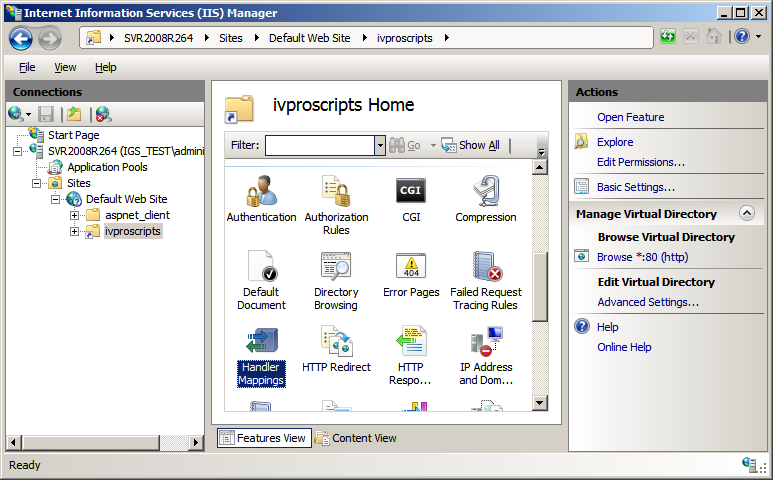 Internet Information Services (IIS) Manager
SVR2008R264 Sites Default Web Site ivproscripts
File View Help
Connections
Start Page
SVR2008R264 (IGS_TEST\admini
Application Pools
Sites
Default Web Site
aspnet_client
ivproscripts
ivproscripts Home
Filter: Go Show All
Authentication
Authorization
Rules
CGI
CGI
Compression
Default
Document
Directory
Browsing
404
Error Pages
Failed Request
Tracing Rules
Handler
Mappings
HTTP Redirect
HTTP
Respo...
IP Address
and Dom...
Features View Content View
Actions
Open Feature
Explore
Edit Permissions...
Basic Settings...
Manage Virtual Directory
Browse Virtual Directory
Browse *:80 (http)
Edit Virtual Directory
Advanced Settings...
Help
Online Help
Ready